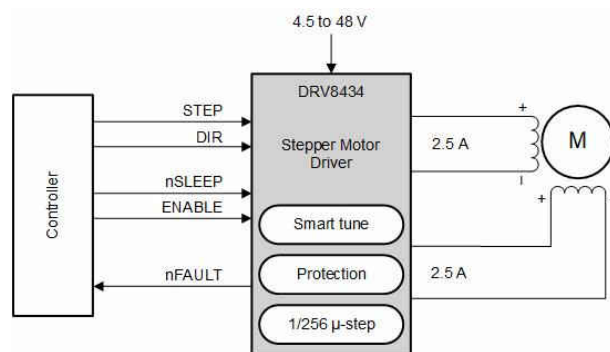 4.5 to 48 V
DRV8434
Stepper Motor
Driver
Controller
STEP
DIR
nSLEEP
ENABLE
nFAULT
Smart tune
Protection
1/256 µ-step
+
2.5 A
M
–
+
–
2.5 A